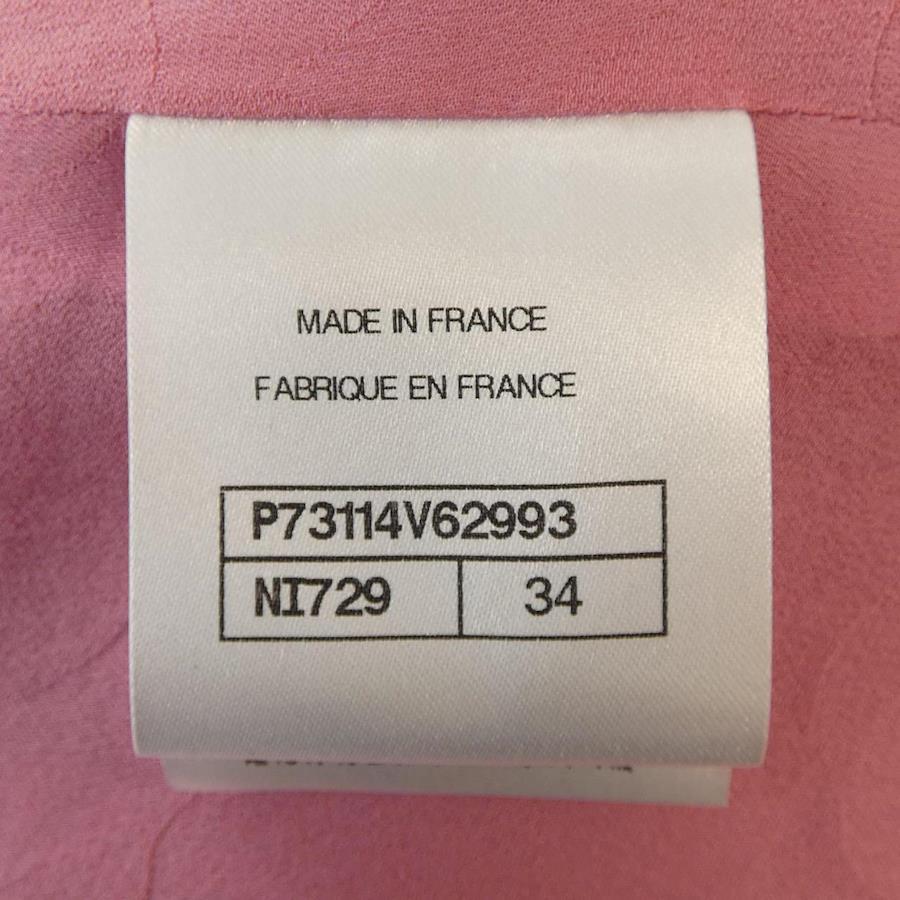 MADE IN FRANCE
FABRIQUE EN FRANCE
P73114V62993
NI729 34